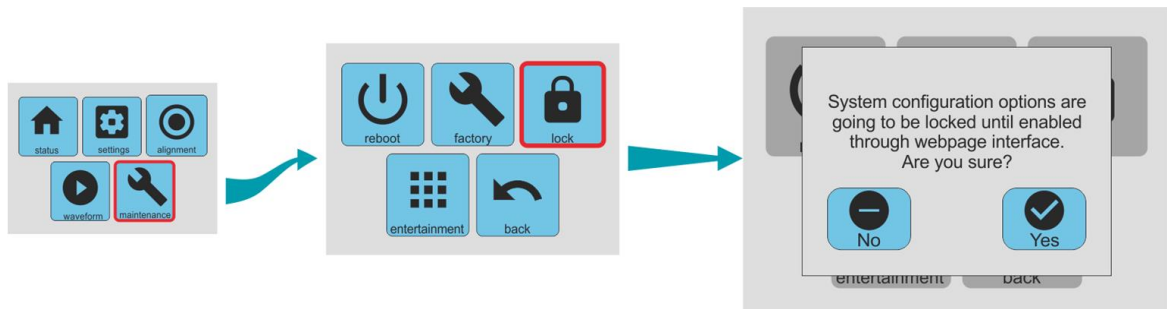 status settings alignment
waveform maintenance
reboot factory lock
entertainment back
System configuration options are
going to be locked until enabled
through webpage interface.
Are you sure?
No Yes
entertainment back